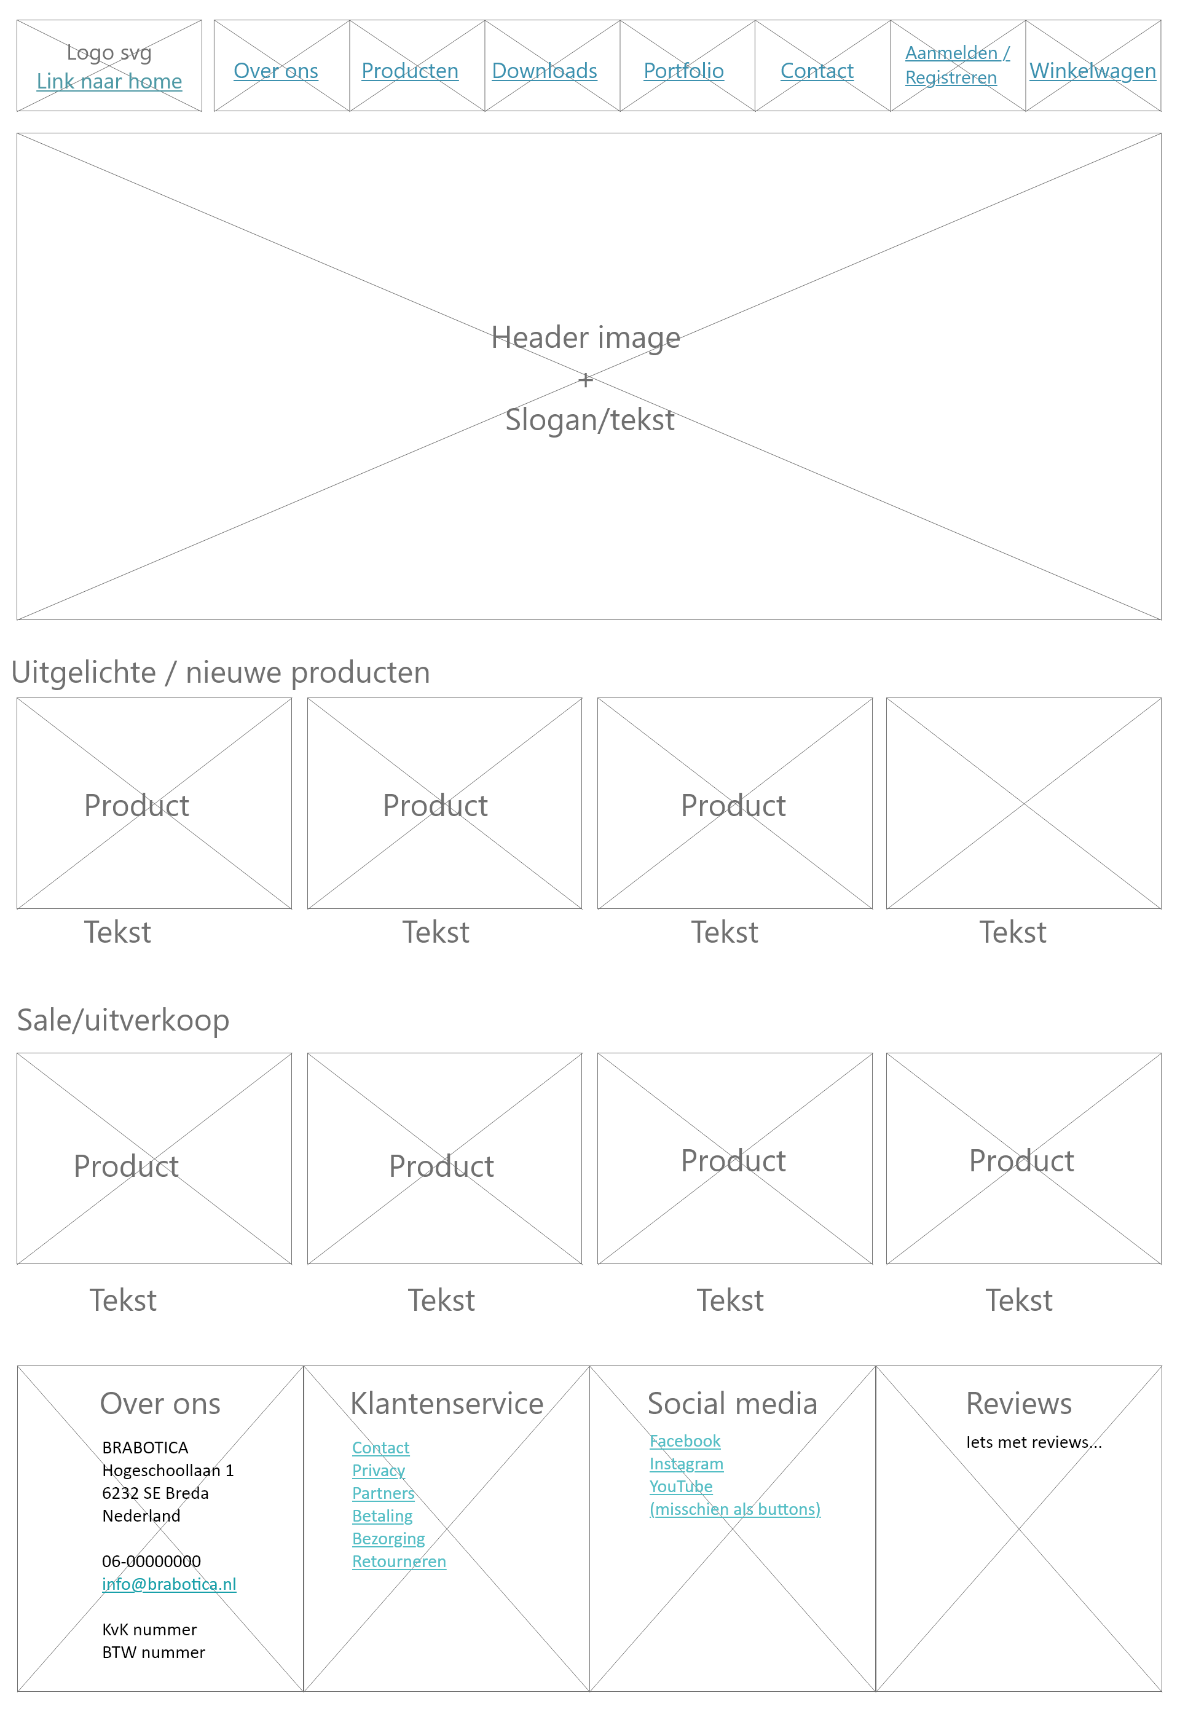 Logo svg
Link naar home
Over ons
Producten
Downloads
Portfolio
Contact
Aanmelden /
Registreren
Winkelwagen
Header image
+
Slogan/tekst
Uitgelichte / nieuwe producten
Product
Product
Product
Tekst
Tekst
Tekst
Tekst
Sale/uitverkoop
Product
Product
Product
Product
Tekst
Tekst
Tekst
Tekst
Over ons
BRABOTICA
Hogeschoollaan 1
6232 SE Breda
Nederland
06-00000000
info@brabotica.nl
KvK nummer
BTW nummer
Klantenservice
Contact
Privacy
Partners
Betaling
Bezorging
Retourneren
Social media
Facebook
Instagram
YouTube
(misschien als buttons)
Reviews
Iets met reviews...